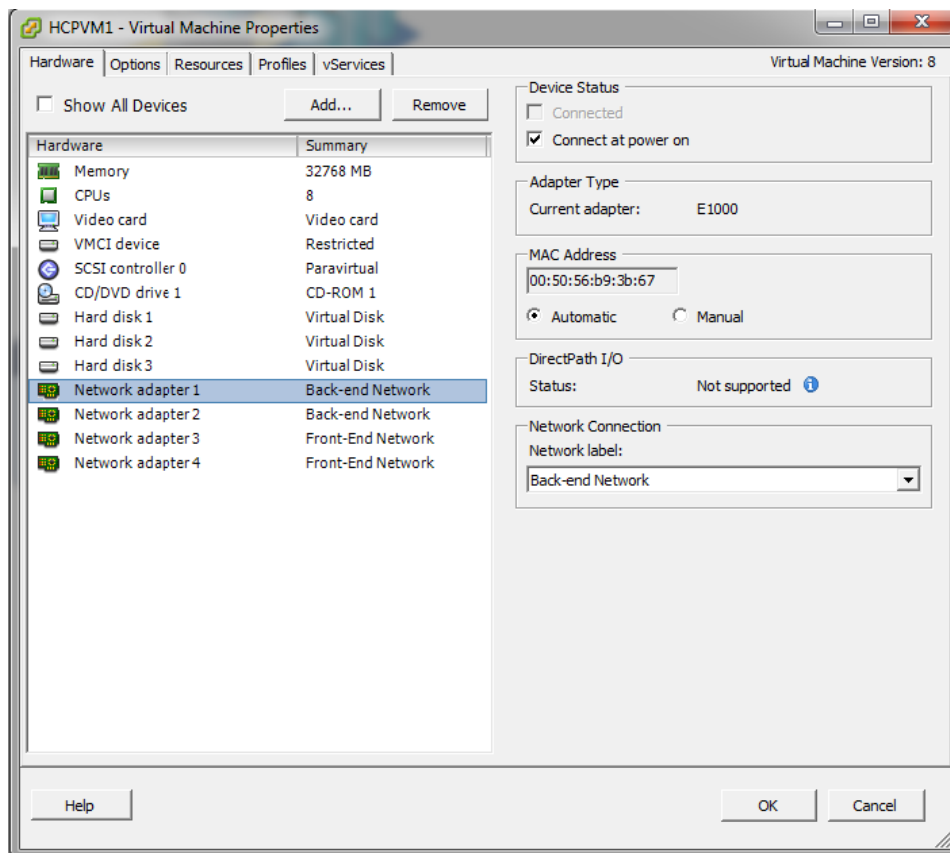 HCPVM1 - Virtual Machine Properties
Hardware Options Resources Profiles vServices Virtual Machine Version: 8
Show All Devices Add... Remove
Hardware Summary
Memory 32768 MB
CPUs 8
Video card Video card
VMCI device Restricted
SCSI controller 0 Paravirtual
CD/DVD drive 1 CD-ROM 1
Hard disk 1 Virtual Disk
Hard disk 2 Virtual Disk
Hard disk 3 Virtual Disk
Network adapter 1 Back-end Network
Network adapter 2 Back-end Network
Network adapter 3 Front-End Network
Network adapter 4 Front-End Network
Device Status
Connected
Connect at power on
Adapter Type
Current adapter: E1000
MAC Address
00:50:56:b9:3b:67
Automatic Manual
DirectPath I/O
Status: Not supported
Network Connection
Network label:
Back-end Network
Help OK Cancel